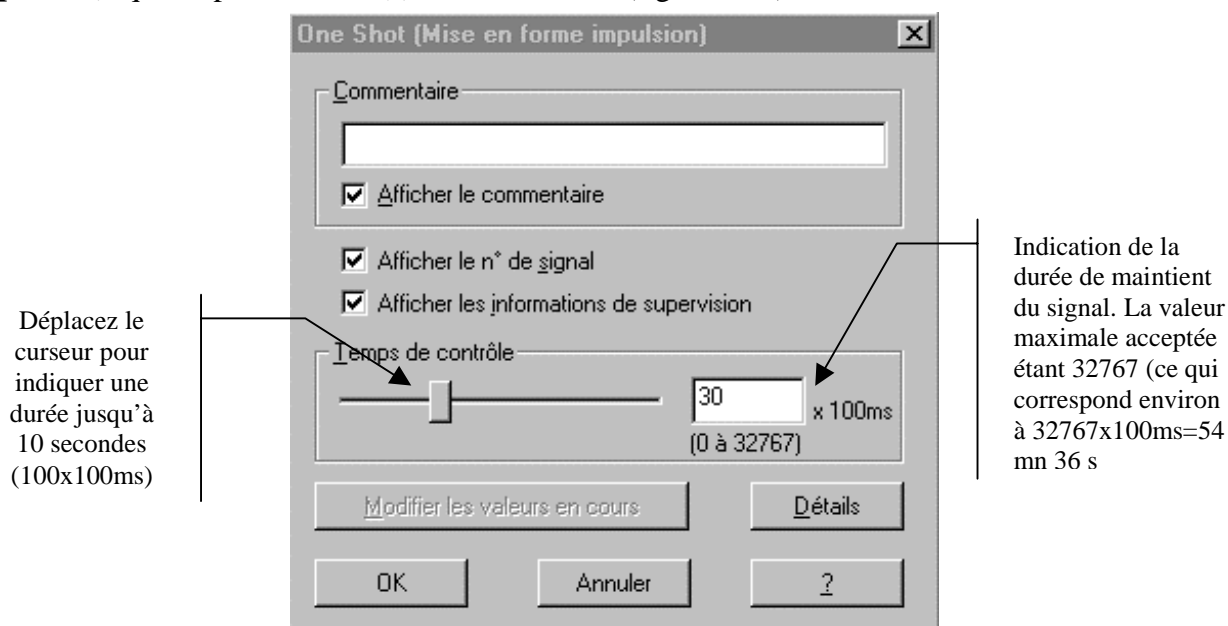 One Shot (Mise en forme impulsion)
Commentaire
Afficher le commentaire
Afficher le n° de signal
Afficher les informations de supervision
Déplacez le
curseur pour
indiquer une
durée jusqu'à
10 secondes
(100x100ms)
Temps de contrôle
30
x 100ms
(0 à 32767)
Indication de la
durée de maintient
du signal. La valeur
maximale acceptée
étant 32767 (ce qui
correspond environ
à 32767x100ms=54
mn 36 s
Modifier les valeurs en cours
Détails
OK
Annuler
?